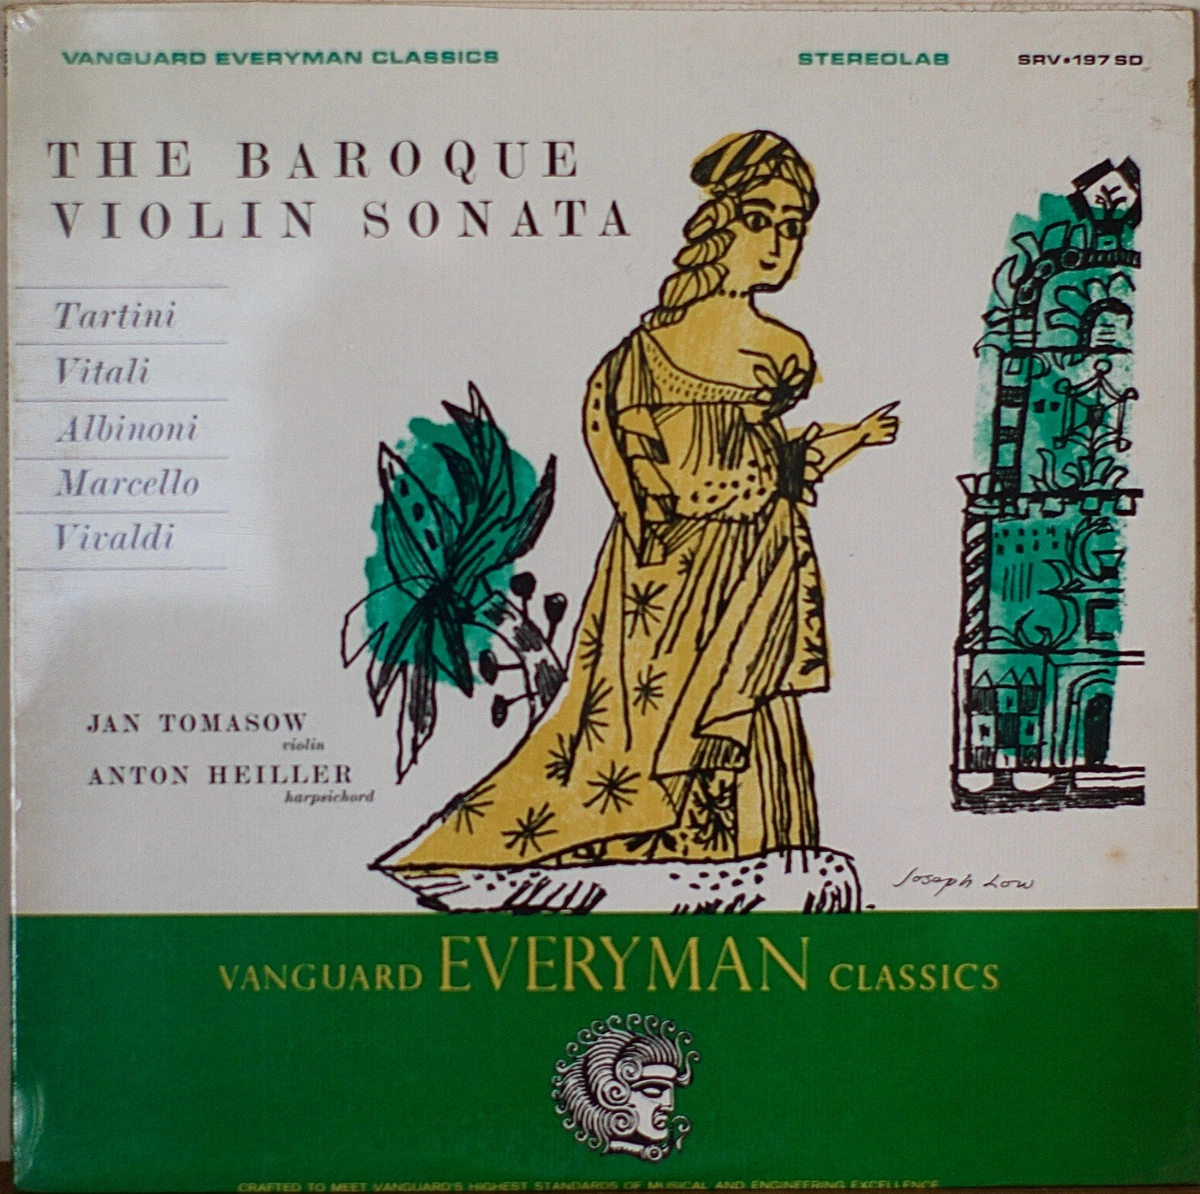 VANGUARD EVERYMAN CLASSICS STEREOLAB SRV•197 SD
THE BAROQUE
VIOLIN SONATA
Tartini
Vitali
Albinoni
Marcello
Vivaldi
JAN TOMASOW
violin
ANTON HEILLER
harpsichord
Joseph Low
VANGUARD EVERYMAN CLASSICS
CRAFTED TO MEET VANGUARD'S HIGHEST STANDARDS OF MUSICAL AND ENGINEERING EXCELLENCE